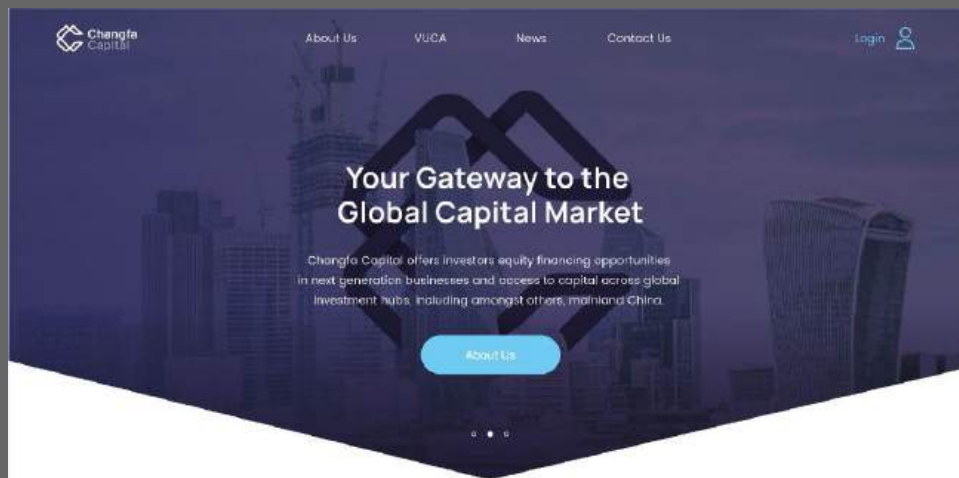 Changfa
Capital
About Us
VUCA
News
Contact Us
Login
Your Gateway to the
Global Capital Market
Changfa Capital offers investors equity financing opportunities
in next generation businesses and access to capital across global
investment hubs, including amongst others, mainland China.
About Us